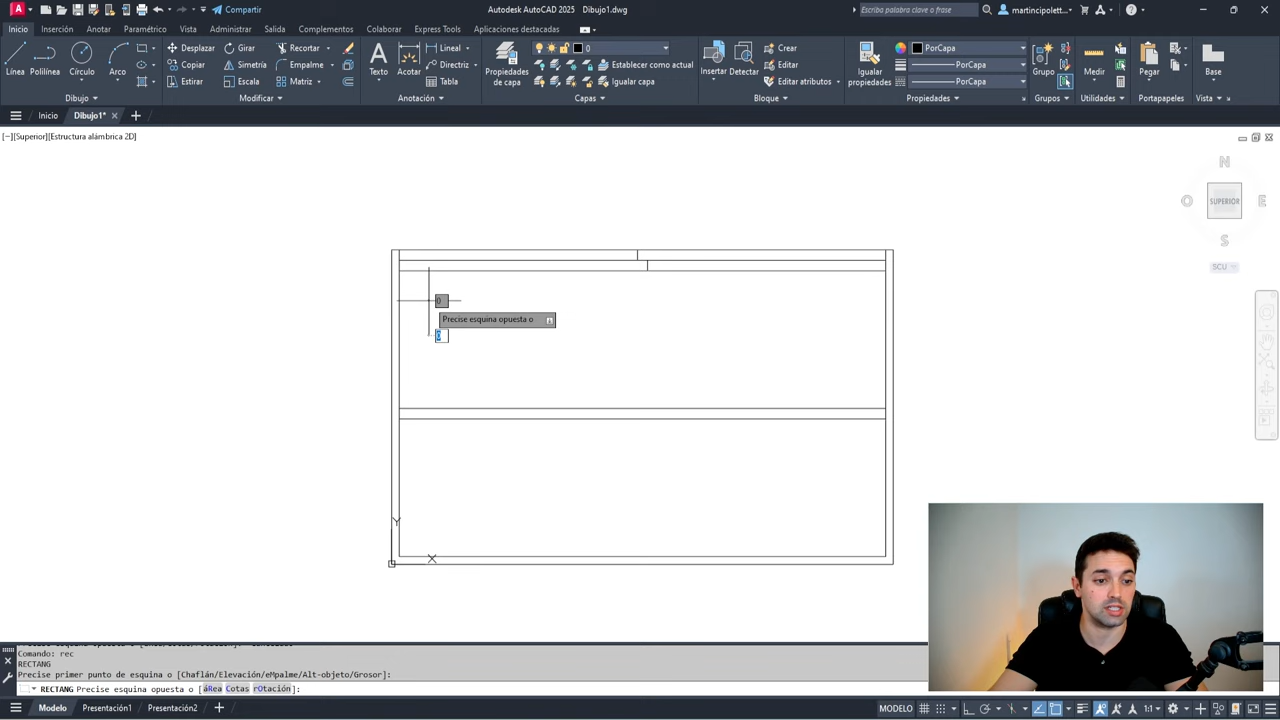 Compartir
Autodesk AutoCAD 2025 Dibujo1.dwg
Escriba palabra clave o frase
martincipolett...
Inicio Inserción Anotar Paramétrico Vista Administrar Salida Complementos Colaborar Express Tools Aplicaciones destacadas
Línea Polilínea Círculo Arco
Desplazar Girar Recortar
Copiar Simetría Empalme
Estirar Escala Matriz
Texto Acotar
Lineal
Directriz
Tabla
Propiedades de capa
0
Establecer como actual
Igualar capa
Insertar Detectar
Crear
Editar
Editar atributos
Igualar propiedades
PorCapa
PorCapa
PorCapa
Grupo Medir Pegar Base
Dibujo Modificar Anotación Capas Bloque Propiedades Grupos Utilidades Portapapeles Vista
Inicio Dibujo1*
[−][Superior][Estructura alámbrica 2D]
N
O SUPERIOR E
S
SCU
0
Precise esquina opuesta o
0
Y
X
Comando: rec
RECTANG
Precise primer punto de esquina o [Chaflán/Elevación/eMpalme/Alt-objeto/Grosor]:
RECTANG Precise esquina opuesta o [áRea Cotas rOtación]:
Modelo Presentación1 Presentación2
MODELO
1:1